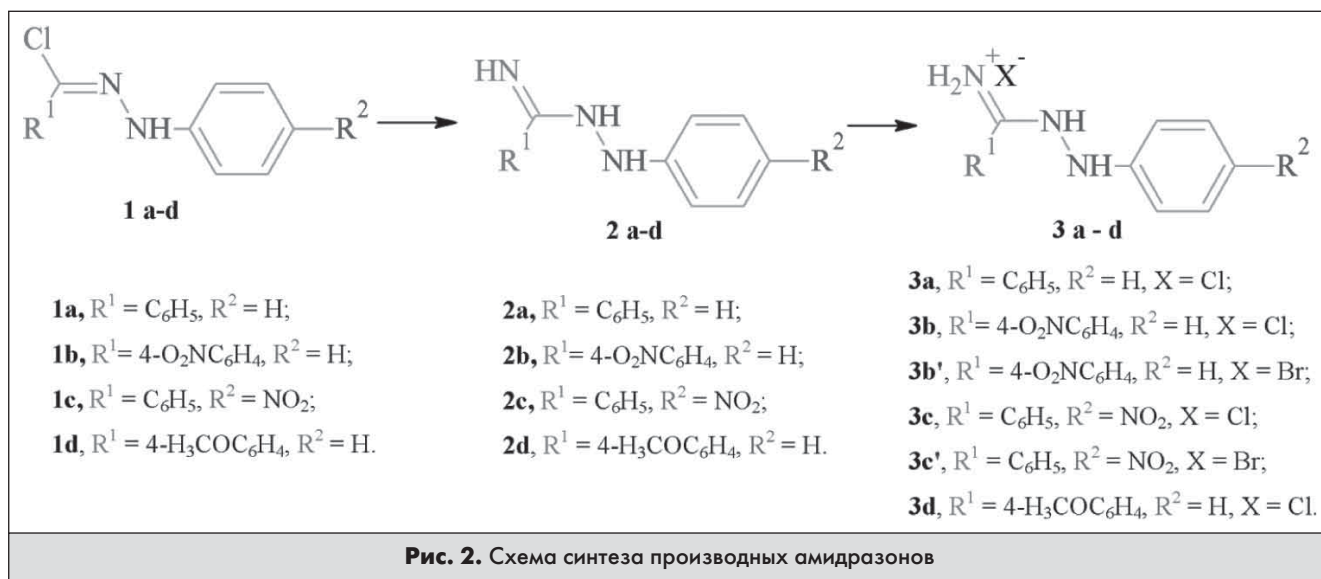 Cl
R¹
N
NH
R²
1 a-d
HN
R¹
NH
NH
R²
2 a-d
H₂N⁺X⁻
R¹
NH
NH
R²
3 a - d
1a, R¹ = C₆H₅, R² = H;
1b, R¹= 4-O₂NC₆H₄, R² = H;
1c, R¹ = C₆H₅, R² = NO₂;
1d, R¹ = 4-H₃COC₆H₄, R² = H.
2a, R¹ = C₆H₅, R² = H;
2b, R¹= 4-O₂NC₆H₄, R² = H;
2c, R¹ = C₆H₅, R² = NO₂;
2d, R¹ = 4-H₃COC₆H₄, R² = H.
3a, R¹ = C₆H₅, R² = H, X = Cl;
3b, R¹= 4-O₂NC₆H₄, R² = H, X = Cl;
3b', R¹ = 4-O₂NC₆H₄, R² = H, X = Br;
3c, R¹ = C₆H₅, R² = NO₂, X = Cl;
3c', R¹ = C₆H₅, R² = NO₂, X = Br;
3d, R¹ = 4-H₃COC₆H₄, R² = H, X = Cl.
Рис. 2. Схема синтеза производных амидразонов